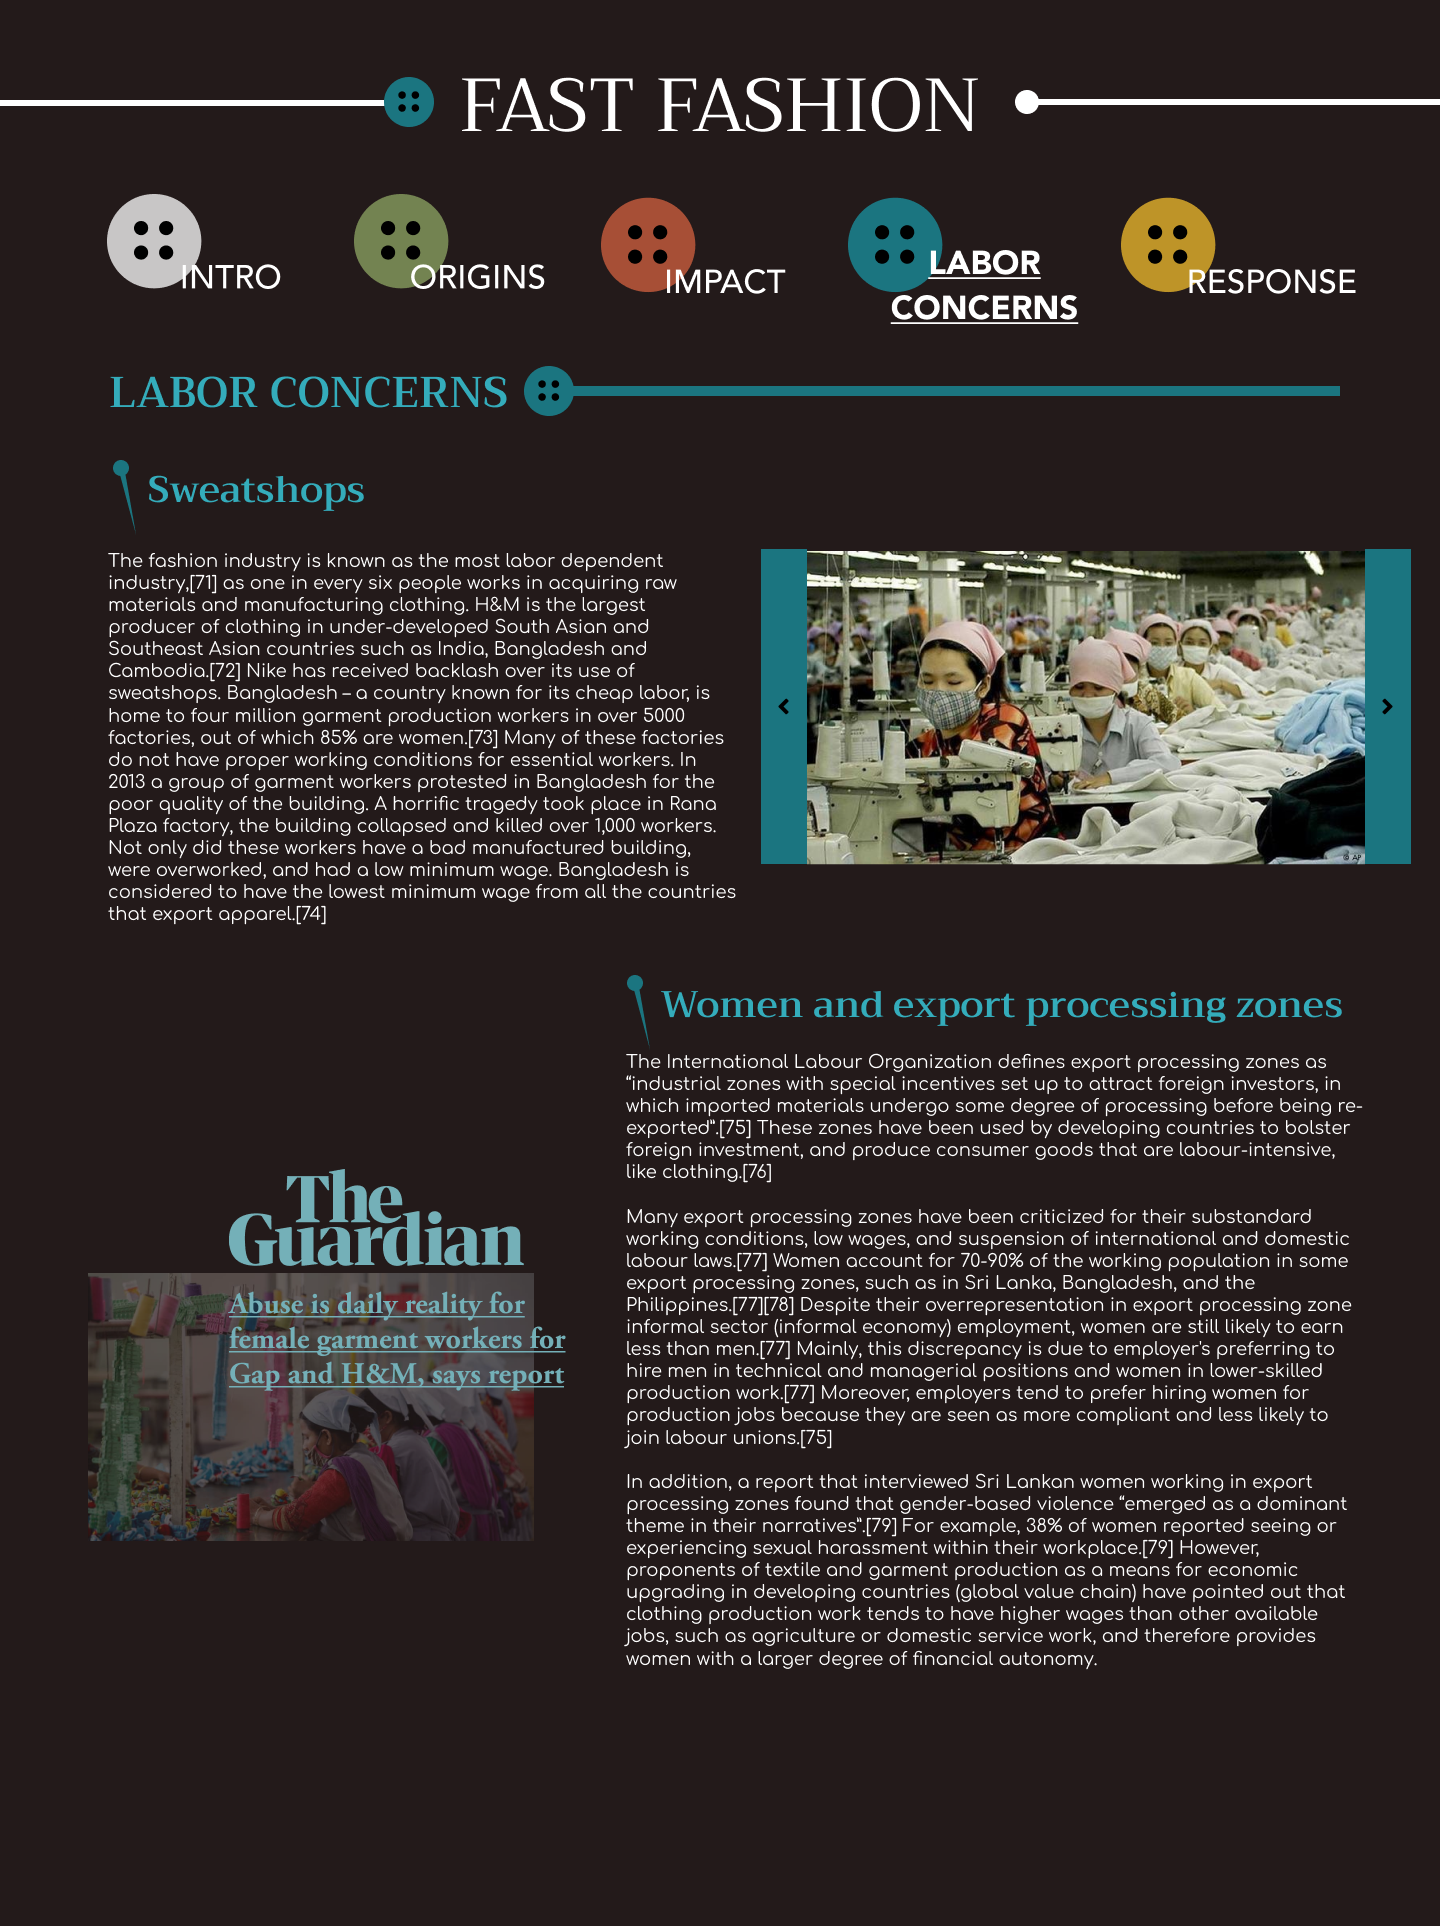 FAST FASHION
INTRO
ORIGINS
IMPACT
LABOR
CONCERNS
RESPONSE
LABOR CONCERNS
Sweatshops
The fashion industry is known as the most labor dependent
industry,[71] as one in every six people works in acquiring raw
materials and manufacturing clothing. H&M is the largest
producer of clothing in under-developed South Asian and
Southeast Asian countries such as India, Bangladesh and
Cambodia.[72] Nike has received backlash over its use of
sweatshops. Bangladesh – a country known for its cheap labor, is
home to four million garment production workers in over 5000
factories, out of which 85% are women.[73] Many of these factories
do not have proper working conditions for essential workers. In
2013 a group of garment workers protested in Bangladesh for the
poor quality of the building. A horrific tragedy took place in Rana
Plaza factory, the building collapsed and killed over 1,000 workers.
Not only did these workers have a bad manufactured building,
were overworked, and had a low minimum wage. Bangladesh is
considered to have the lowest minimum wage from all the countries
that export apparel.[74]
© AP
Women and export processing zones
The International Labour Organization defines export processing zones as
“industrial zones with special incentives set up to attract foreign investors, in
which imported materials undergo some degree of processing before being re-
exported”.[75] These zones have been used by developing countries to bolster
foreign investment, and produce consumer goods that are labour-intensive,
like clothing.[76]
Many export processing zones have been criticized for their substandard
working conditions, low wages, and suspension of international and domestic
labour laws.[77] Women account for 70-90% of the working population in some
export processing zones, such as in Sri Lanka, Bangladesh, and the
Philippines.[77][78] Despite their overrepresentation in export processing zone
informal sector (informal economy) employment, women are still likely to earn
less than men.[77] Mainly, this discrepancy is due to employer's preferring to
hire men in technical and managerial positions and women in lower-skilled
production work.[77] Moreover, employers tend to prefer hiring women for
production jobs because they are seen as more compliant and less likely to
join labour unions.[75]
In addition, a report that interviewed Sri Lankan women working in export
processing zones found that gender-based violence “emerged as a dominant
theme in their narratives”.[79] For example, 38% of women reported seeing or
experiencing sexual harassment within their workplace.[79] However,
proponents of textile and garment production as a means for economic
upgrading in developing countries (global value chain) have pointed out that
clothing production work tends to have higher wages than other available
jobs, such as agriculture or domestic service work, and therefore provides
women with a larger degree of financial autonomy.
The
Guardian
Abuse is daily reality for
female garment workers for
Gap and H&M, says report